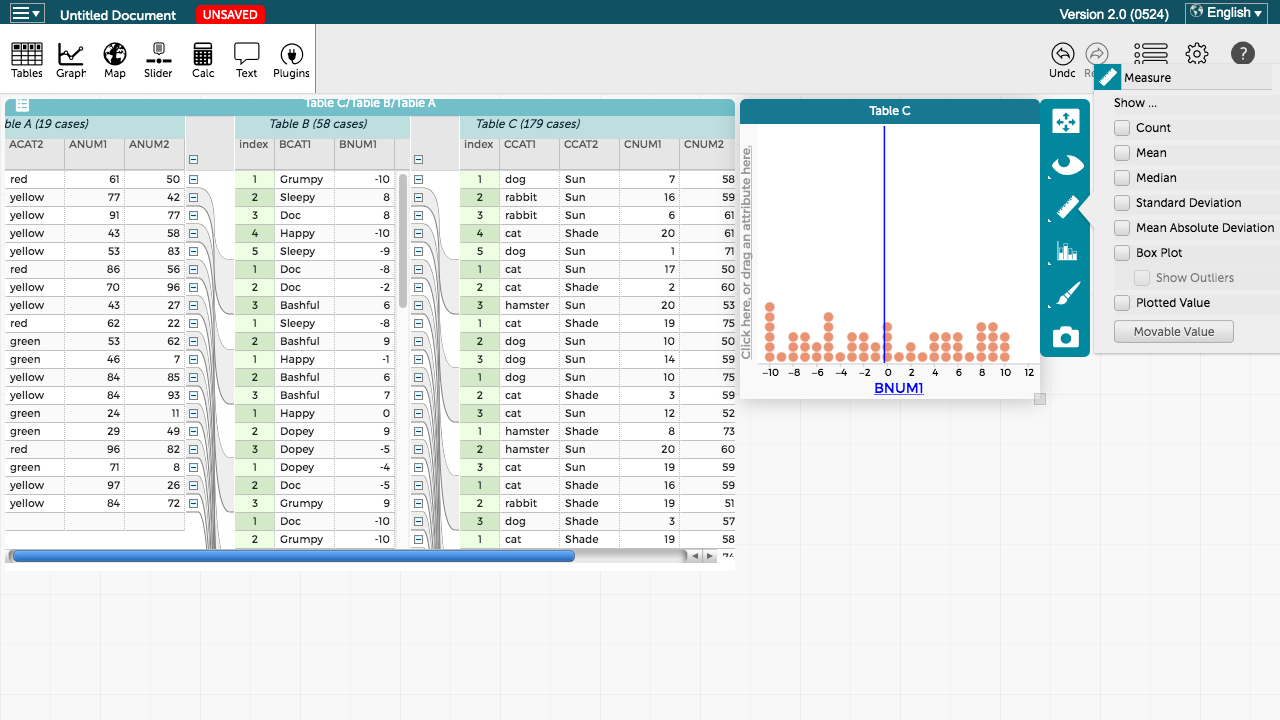 Untitled Document UNSAVED Version 2.0 (0524) English
Tables Graph Map Slider Calc Text Plugins Undo ?
Measure
Table C/Table B/Table A Table C
ble A (19 cases) Table B (58 cases) Table C (179 cases)
ACAT2 ANUM1 ANUM2 index BCAT1 BNUM1 index CCAT1 CCAT2 CNUM1 CNUM2
red 61 50 1 Grumpy -10 1 dog Sun 7 58
yellow 77 42 2 Sleepy 8 2 rabbit Sun 16 59
yellow 91 77 3 Doc 8 3 rabbit Sun 6 61
yellow 43 58 4 Happy -10 4 cat Shade 20 61
yellow 53 83 5 Sleepy -9 5 dog Sun 1 71
red 86 56 1 Doc -8 1 cat Sun 17 50
yellow 70 96 2 Doc -2 2 cat Shade 2 60
yellow 43 27 3 Bashful 6 3 hamster Sun 20 53
red 62 22 1 Sleepy -8 1 cat Shade 19 75
green 53 62 2 Bashful 9 2 dog Sun 10 50
green 46 7 1 Happy -1 3 dog Sun 14 59
yellow 84 85 2 Bashful 6 1 dog Sun 10 75
yellow 84 93 3 Bashful 7 2 cat Shade 3 59
green 24 11 1 Happy 0 3 cat Sun 12 52
green 29 49 2 Dopey 9 1 hamster Shade 8 73
red 96 82 3 Dopey -5 2 hamster Sun 20 60
green 71 8 1 Dopey -4 3 cat Sun 19 59
yellow 97 26 2 Doc -5 1 cat Shade 16 59
yellow 84 72 3 Grumpy 9 2 rabbit Shade 19 51
1 Doc -10 3 dog Shade 3 57
2 Grumpy -10 1 cat Shade 19 58
Click here, or drag an attribute here.
−10 −8 −6 −4 −2 0 2 4 6 8 10 12
BNUM1
Show ...
Count
Mean
Median
Standard Deviation
Mean Absolute Deviation
Box Plot
Show Outliers
Plotted Value
Movable Value